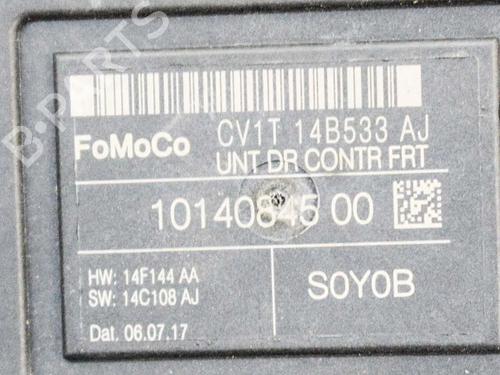 B-PARTS
FoMoCo CV1T 14B533 AJ
UNT DR CONTR FRT
10140845 00
HW: 14F144 AA
SW: 14C108 AJ
S0Y0B
Dat. 06.07.17